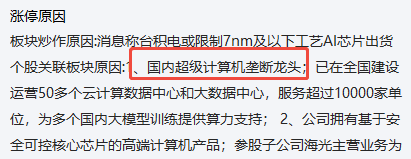 涨停原因
板块炒作原因:消息称台积电或限制7nm及以下工艺AI芯片出货
个股关联板块原因:1、国内超级计算机垄断龙头；已在全国建设
运营50多个云计算数据中心和大数据中心，服务超过10000家单
位，为多个国内大模型训练提供算力支持； 2、公司拥有基于安
全可控核心芯片的高端计算机产品；参股子公司海光主营业务为